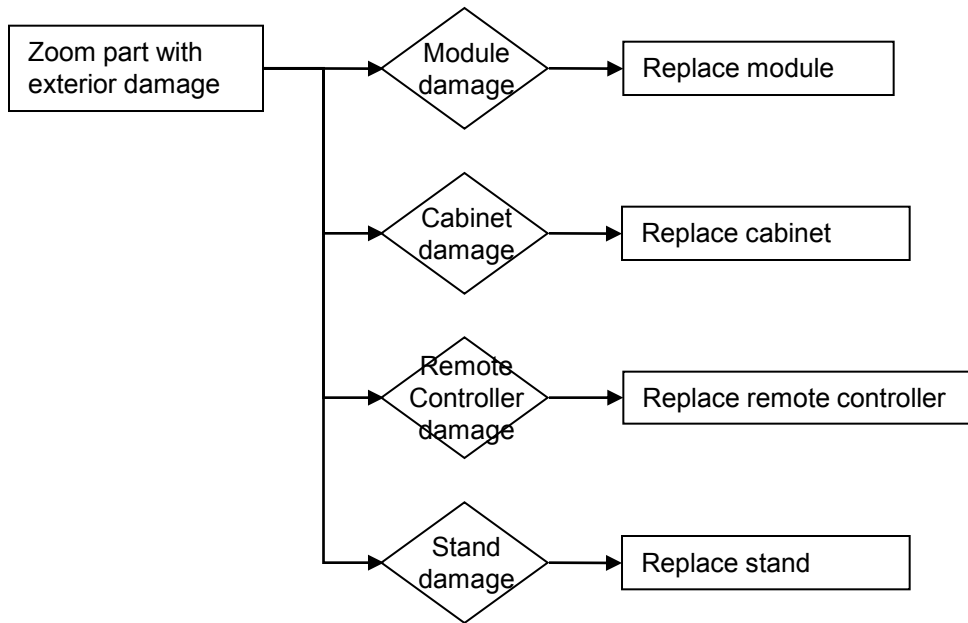 Zoom part with
exterior damage
Module
damage
Replace module
Cabinet
damage
Replace cabinet
Remote
Controller
damage
Replace remote controller
Stand
damage
Replace stand